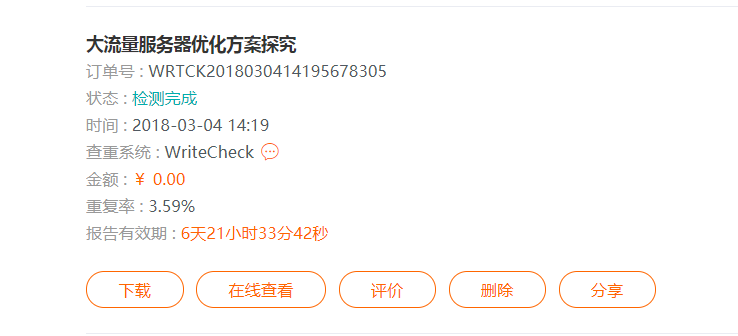 大流量服务器优化方案探究
订单号 : WRTCK2018030414195678305
状态 : 检测完成
时间 : 2018-03-04 14:19
查重系统 : WriteCheck
金额 : ¥ 0.00
重复率 : 3.59%
报告有效期 : 6天21小时33分42秒
下载 在线查看 评价 删除 分享